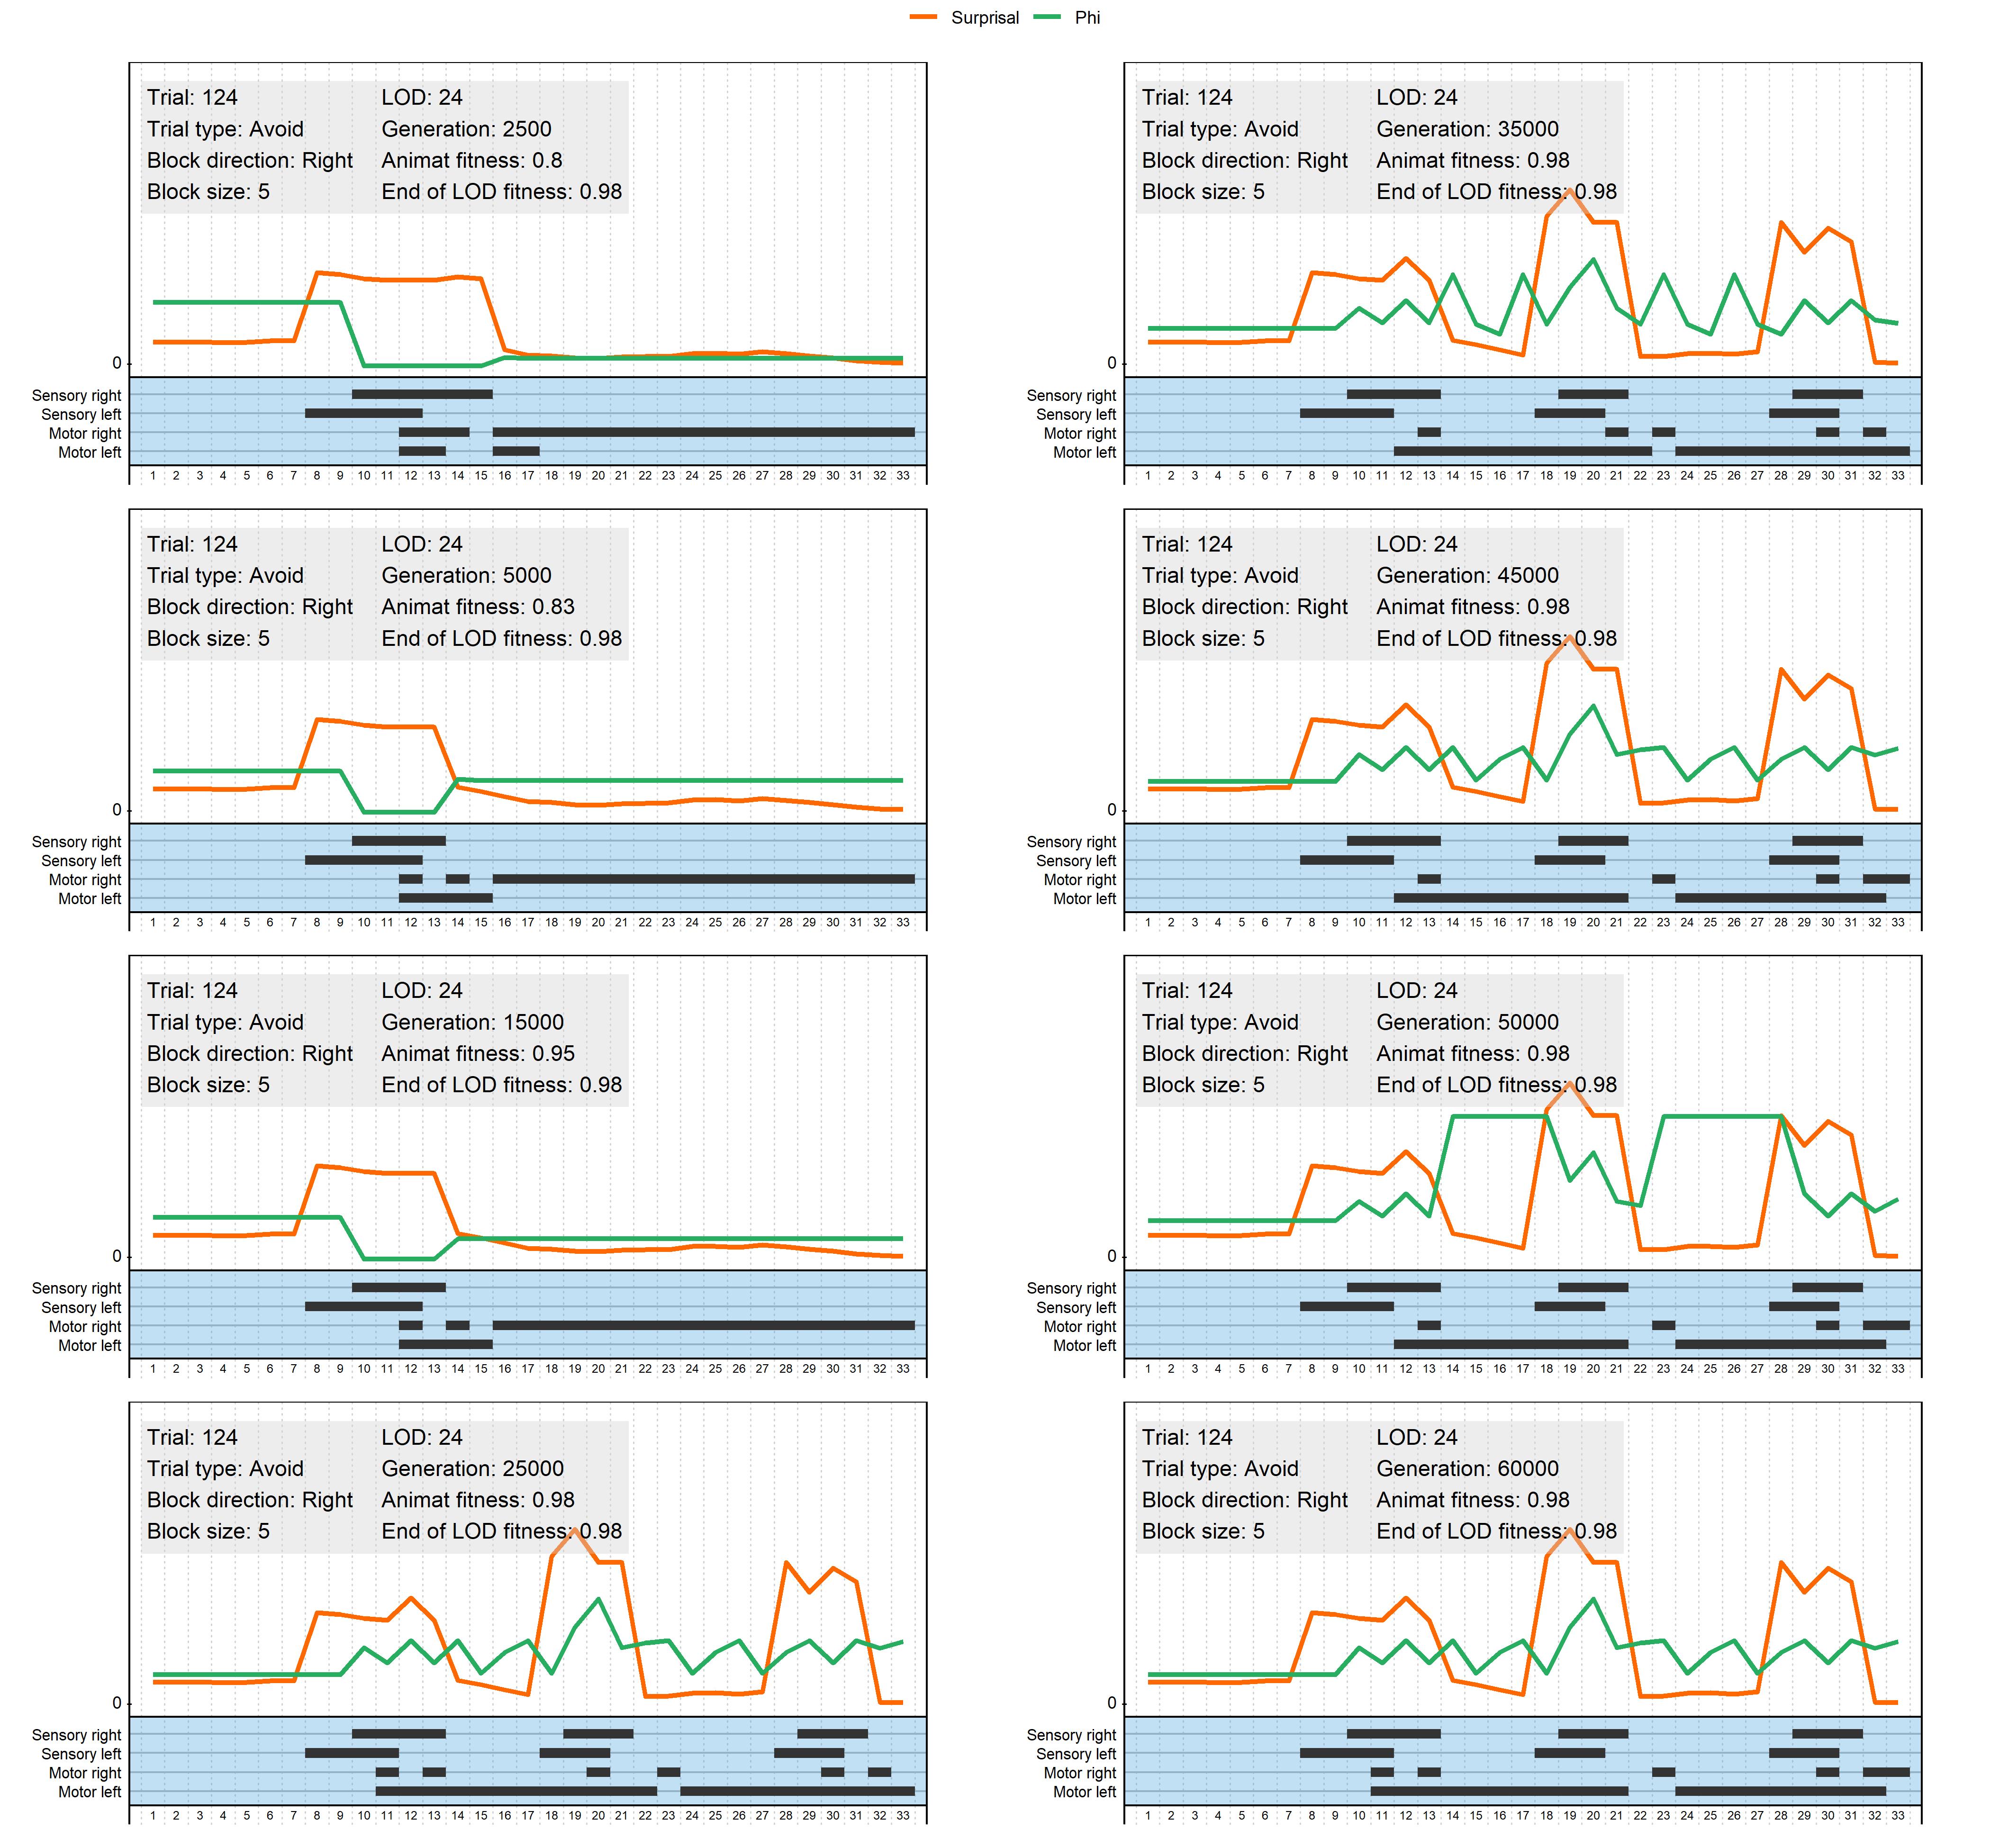 Surprisal Phi
Trial: 124 LOD: 24
Trial type: Avoid Generation: 2500
Block direction: Right Animat fitness: 0.8
Block size: 5 End of LOD fitness: 0.98
0
Sensory right
Sensory left
Motor right
Motor left
1 2 3 4 5 6 7 8 9 10 11 12 13 14 15 16 17 18 19 20 21 22 23 24 25 26 27 28 29 30 31 32 33
Trial: 124 LOD: 24
Trial type: Avoid Generation: 35000
Block direction: Right Animat fitness: 0.98
Block size: 5 End of LOD fitness: 0.98
0
Sensory right
Sensory left
Motor right
Motor left
1 2 3 4 5 6 7 8 9 10 11 12 13 14 15 16 17 18 19 20 21 22 23 24 25 26 27 28 29 30 31 32 33
Trial: 124 LOD: 24
Trial type: Avoid Generation: 5000
Block direction: Right Animat fitness: 0.83
Block size: 5 End of LOD fitness: 0.98
0
Sensory right
Sensory left
Motor right
Motor left
1 2 3 4 5 6 7 8 9 10 11 12 13 14 15 16 17 18 19 20 21 22 23 24 25 26 27 28 29 30 31 32 33
Trial: 124 LOD: 24
Trial type: Avoid Generation: 45000
Block direction: Right Animat fitness: 0.98
Block size: 5 End of LOD fitness: 0.98
0
Sensory right
Sensory left
Motor right
Motor left
1 2 3 4 5 6 7 8 9 10 11 12 13 14 15 16 17 18 19 20 21 22 23 24 25 26 27 28 29 30 31 32 33
Trial: 124 LOD: 24
Trial type: Avoid Generation: 15000
Block direction: Right Animat fitness: 0.95
Block size: 5 End of LOD fitness: 0.98
0
Sensory right
Sensory left
Motor right
Motor left
1 2 3 4 5 6 7 8 9 10 11 12 13 14 15 16 17 18 19 20 21 22 23 24 25 26 27 28 29 30 31 32 33
Trial: 124 LOD: 24
Trial type: Avoid Generation: 50000
Block direction: Right Animat fitness: 0.98
Block size: 5 End of LOD fitness: 0.98
0
Sensory right
Sensory left
Motor right
Motor left
1 2 3 4 5 6 7 8 9 10 11 12 13 14 15 16 17 18 19 20 21 22 23 24 25 26 27 28 29 30 31 32 33
Trial: 124 LOD: 24
Trial type: Avoid Generation: 25000
Block direction: Right Animat fitness: 0.98
Block size: 5 End of LOD fitness: 0.98
0
Sensory right
Sensory left
Motor right
Motor left
1 2 3 4 5 6 7 8 9 10 11 12 13 14 15 16 17 18 19 20 21 22 23 24 25 26 27 28 29 30 31 32 33
Trial: 124 LOD: 24
Trial type: Avoid Generation: 60000
Block direction: Right Animat fitness: 0.98
Block size: 5 End of LOD fitness: 0.98
0
Sensory right
Sensory left
Motor right
Motor left
1 2 3 4 5 6 7 8 9 10 11 12 13 14 15 16 17 18 19 20 21 22 23 24 25 26 27 28 29 30 31 32 33